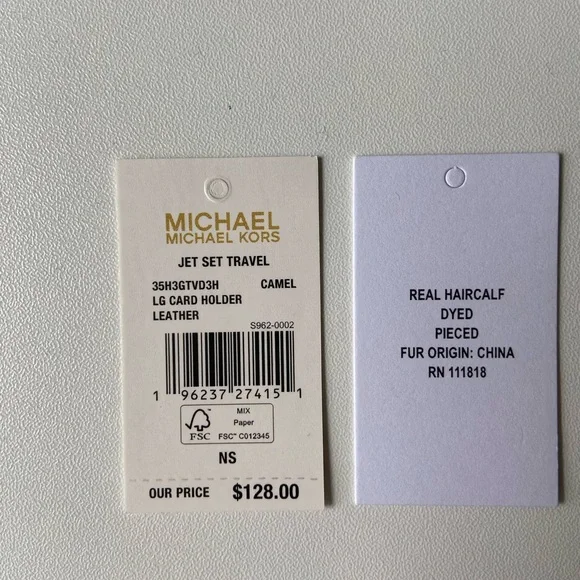 MICHAEL
MICHAEL KORS
JET SET TRAVEL
35H3GTVD3H CAMEL
LG CARD HOLDER
LEATHER
S962-0002
1 96237 27415 1
FSC
MIX
Paper
FSC™ C012345
NS
OUR PRICE $128.00
REAL HAIRCALF
DYED
PIECED
FUR ORIGIN: CHINA
RN 111818